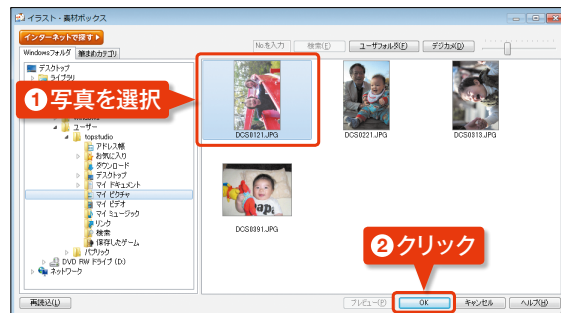 イラスト・素材ボックス
インターネットで探す
Windowsフォルダ 筆まめカテゴリ
No.を入力 検索(E) ユーザフォルダ(F) デジカメ(D)
デスクトップ
ライブラリ
❶写真を選択
ユーザー
topstudio
アドレス帳
お気に入り
ダウンロード
デスクトップ
マイ ドキュメント
マイ ピクチャ
マイ ビデオ
マイ ミュージック
リンク
検索
保存したゲーム
パブリック
DVD RW ドライブ (D:)
ネットワーク
DCS0121.JPG
DCS0221.JPG
DCS0313.JPG
DCS0391.JPG
❷クリック
再読込(L) プレビュー(P) OK キャンセル ヘルプ(H)